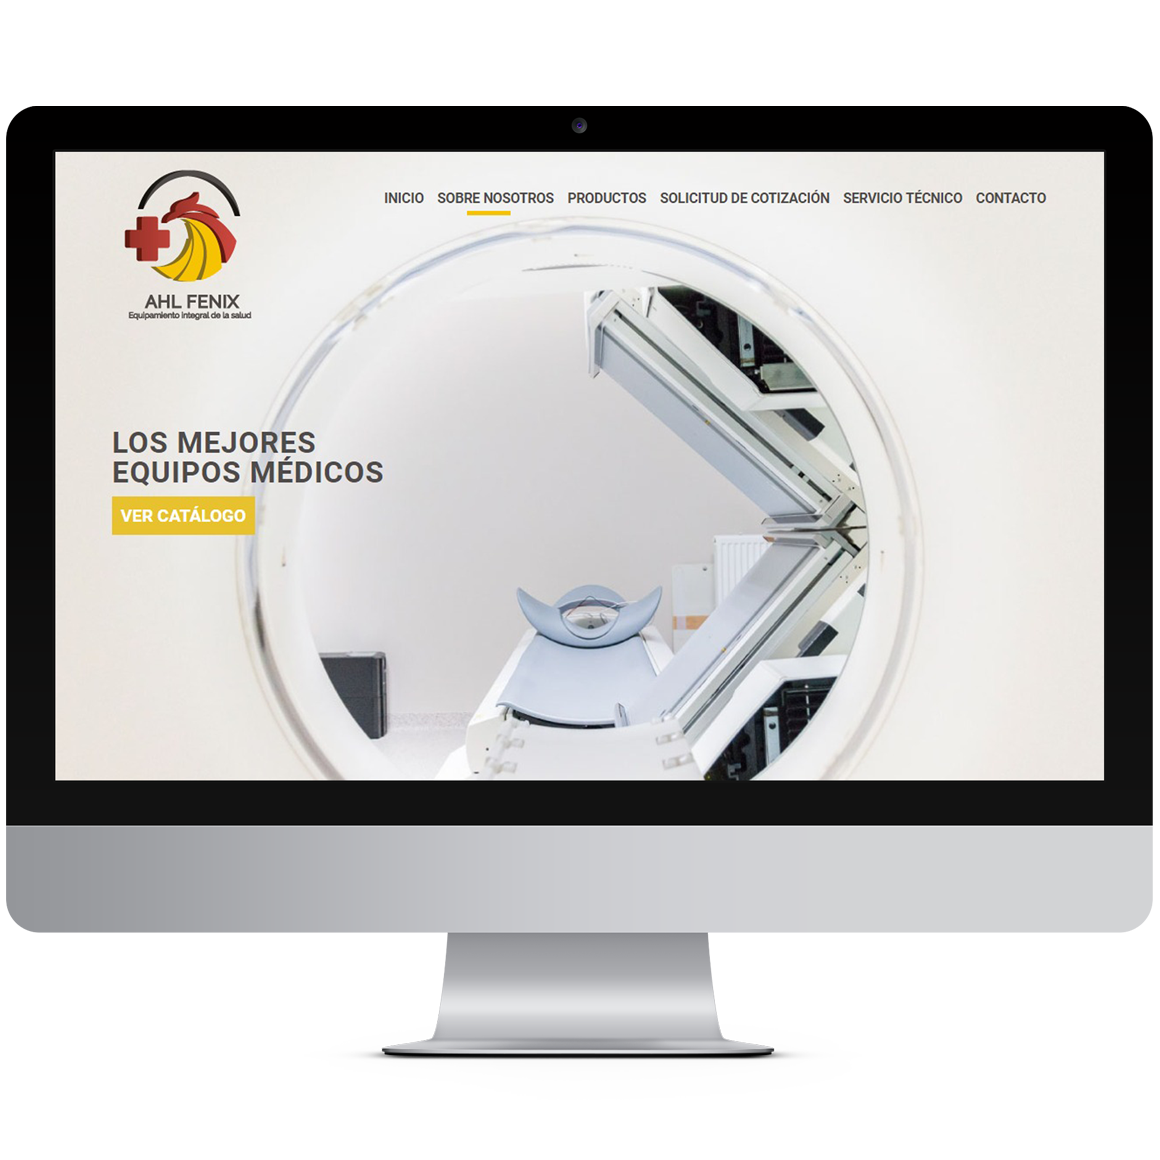 INICIO SOBRE NOSOTROS PRODUCTOS SOLICITUD DE COTIZACIÓN SERVICIO TÉCNICO CONTACTO
AHL FENIX
Equipamiento integral de la salud
LOS MEJORES
EQUIPOS MÉDICOS
VER CATÁLOGO